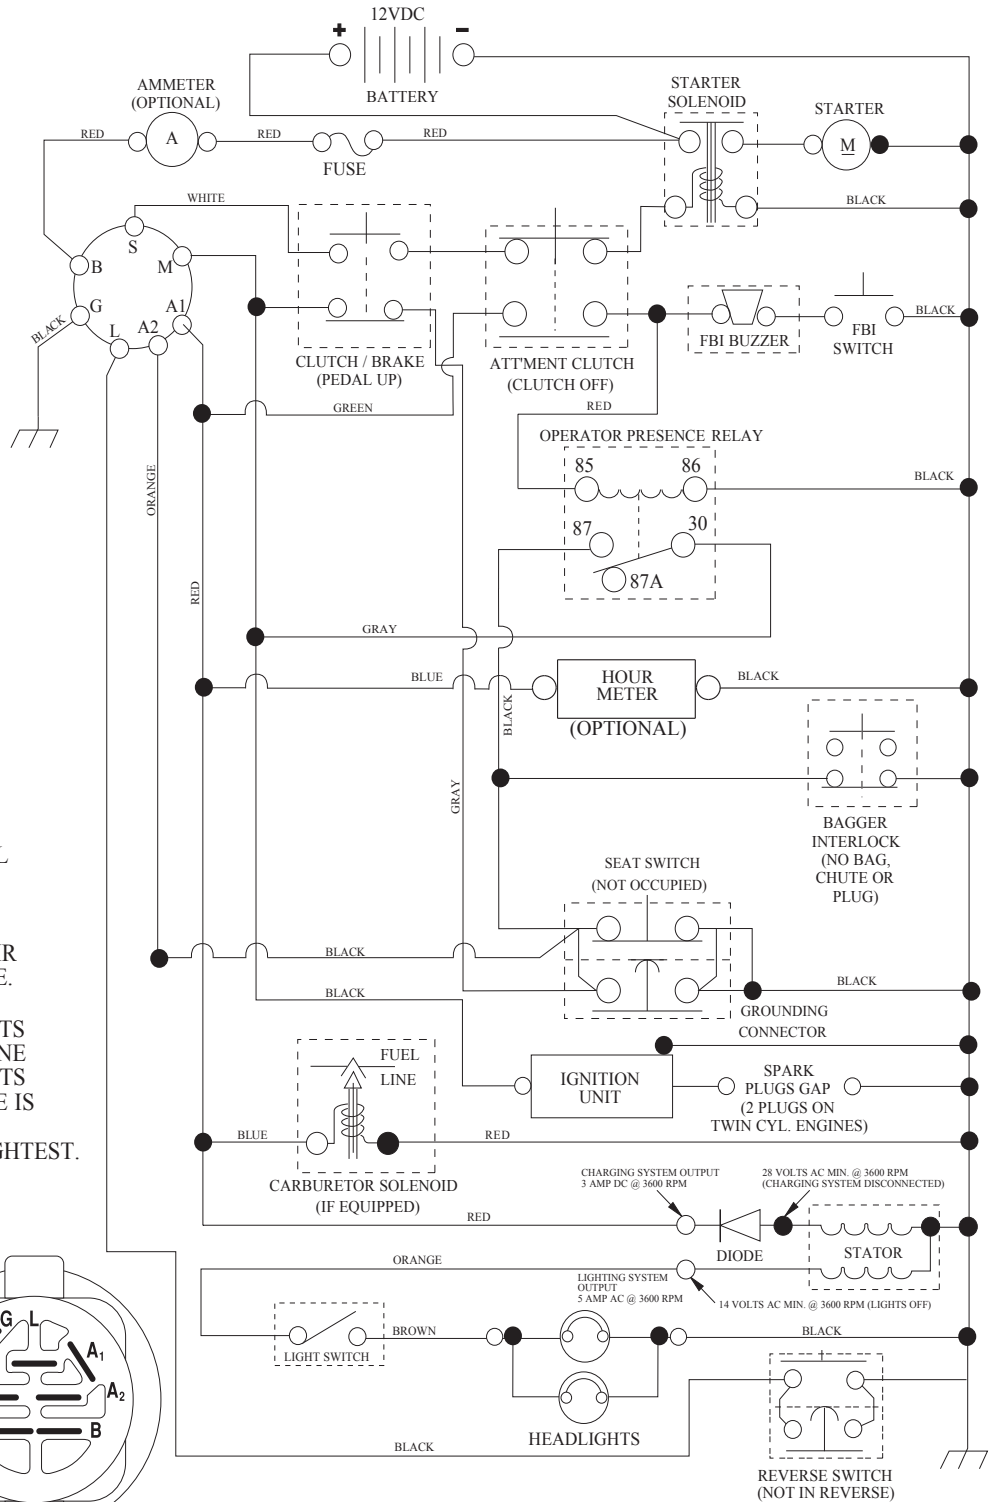 12VDC
+
-
BATTERY
AMMETER
(OPTIONAL)
STARTER
SOLENOID
STARTER
RED
A
RED
RED
FUSE
M
WHITE
BLACK
S
B
M
G
A1
BLACK
L
A2
CLUTCH / BRAKE
(PEDAL UP)
ATT'MENT CLUTCH
(CLUTCH OFF)
FBI BUZZER
FBI
SWITCH
BLACK
GREEN
RED
OPERATOR PRESENCE RELAY
85
86
BLACK
ORANGE
87
30
87A
RED
GRAY
BLUE
HOUR
METER
(OPTIONAL)
BLACK
BLACK
GRAY
BAGGER
INTERLOCK
(NO BAG,
CHUTE OR
PLUG)
L
SEAT SWITCH
(NOT OCCUPIED)
IR
E.
BLACK
BLACK
BLACK
GROUNDING
CONNECTOR
TS
NE
TS
E IS
GHTEST.
FUEL
LINE
IGNITION
UNIT
SPARK
PLUGS GAP
(2 PLUGS ON
TWIN CYL. ENGINES)
BLUE
RED
CARBURETOR SOLENOID
(IF EQUIPPED)
CHARGING SYSTEM OUTPUT
3 AMP DC @ 3600 RPM
28 VOLTS AC MIN. @ 3600 RPM
(CHARGING SYSTEM DISCONNECTED)
RED
DIODE
STATOR
ORANGE
LIGHTING SYSTEM
OUTPUT
5 AMP AC @ 3600 RPM
14 VOLTS AC MIN. @ 3600 RPM (LIGHTS OFF)
LIGHT SWITCH
BROWN
BLACK
G
L
A1
A2
B
HEADLIGHTS
BLACK
REVERSE SWITCH
(NOT IN REVERSE)